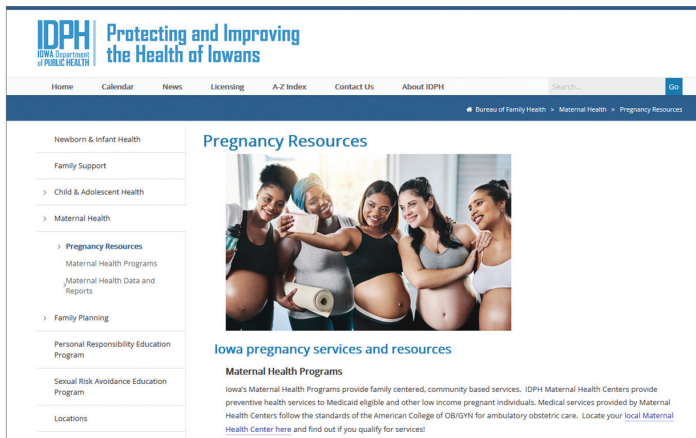 IDPH
IOWA Department
of PUBLIC HEALTH
Protecting and Improving
the Health of Iowans
Home Calendar News Licensing A-Z Index Contact Us About IDPH Search... Go
Bureau of Family Health > Maternal Health > Pregnancy Resources
Newborn & Infant Health
Family Support
> Child & Adolescent Health
> Maternal Health
> Pregnancy Resources
Maternal Health Programs
> Maternal Health Data and
Reports
> Family Planning
Personal Responsibility Education
Program
Sexual Risk Avoidance Education
Program
Locations
Pregnancy Resources
Iowa pregnancy services and resources
Maternal Health Programs
Iowa's Maternal Health Programs provide family centered, community based services. IDPH Maternal Health Centers provide
preventive health services to Medicaid eligible and other low income pregnant individuals. Medical services provided by Maternal
Health Centers follow the standards of the American College of OB/GYN for ambulatory obstetric care. Locate your local Maternal
Health Center here and find out if you qualify for services!